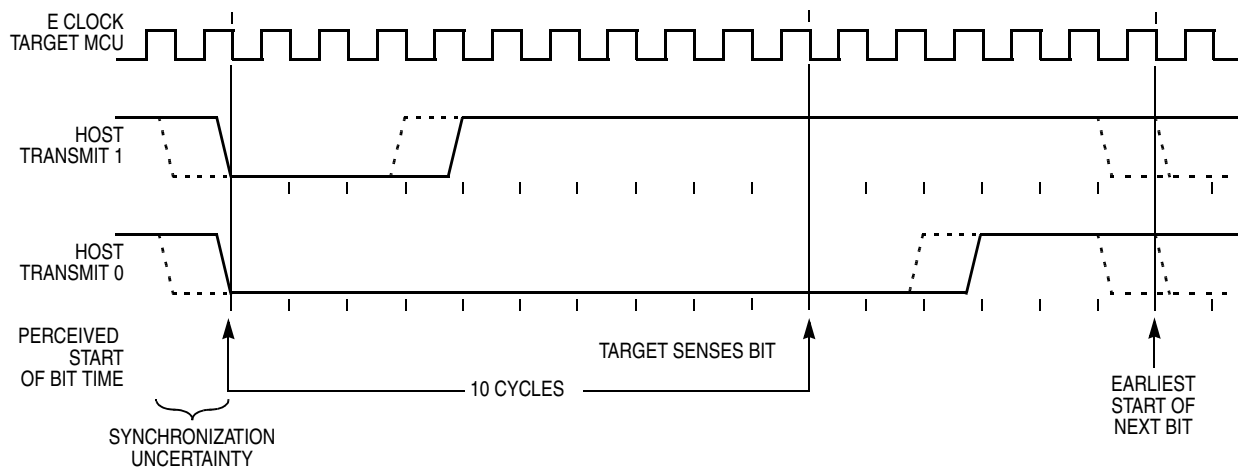 E CLOCK
TARGET MCU
HOST
TRANSMIT 1
HOST
TRANSMIT 0
PERCEIVED
START
OF BIT TIME
TARGET SENSES BIT
10 CYCLES
EARLIEST
START OF
NEXT BIT
SYNCHRONIZATION
UNCERTAINTY